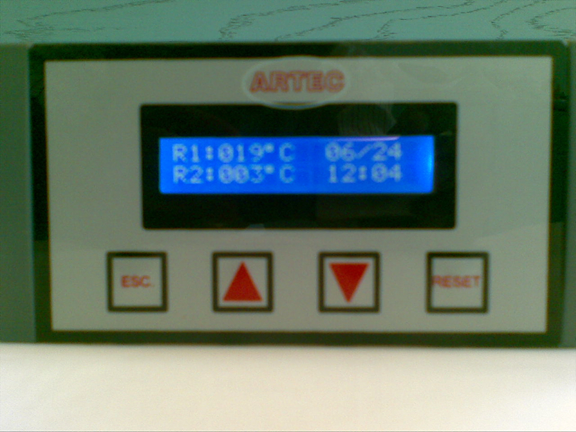 ARTEC
R1:019°C 06/24
R2:003°C 12:04
ESC. RESET